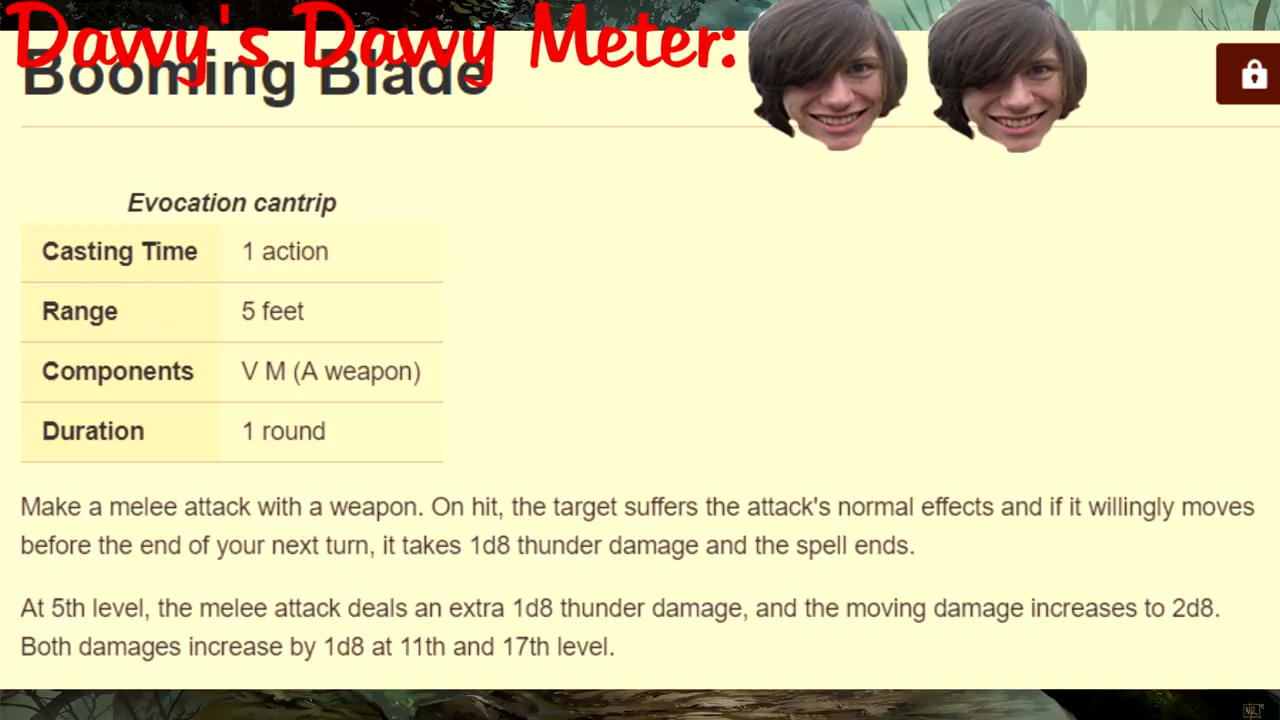 Davvy's Davvy Meter:
Booming Blade
Evocation cantrip
Casting Time 1 action
Range 5 feet
Components V M (A weapon)
Duration 1 round
Make a melee attack with a weapon. On hit, the target suffers the attack's normal effects and if it willingly moves
before the end of your next turn, it takes 1d8 thunder damage and the spell ends.
At 5th level, the melee attack deals an extra 1d8 thunder damage, and the moving damage increases to 2d8.
Both damages increase by 1d8 at 11th and 17th level.